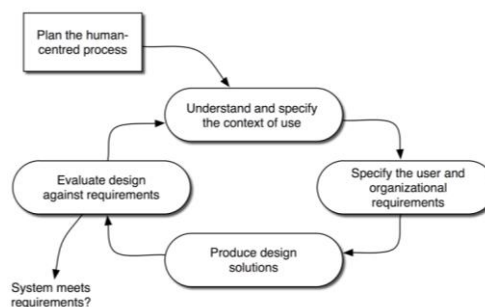 Plan the human-
centred process
Understand and specify
the context of use
Specify the user and
organizational
requirements
Produce design
solutions
Evaluate design
against requirements
System meets
requirements?